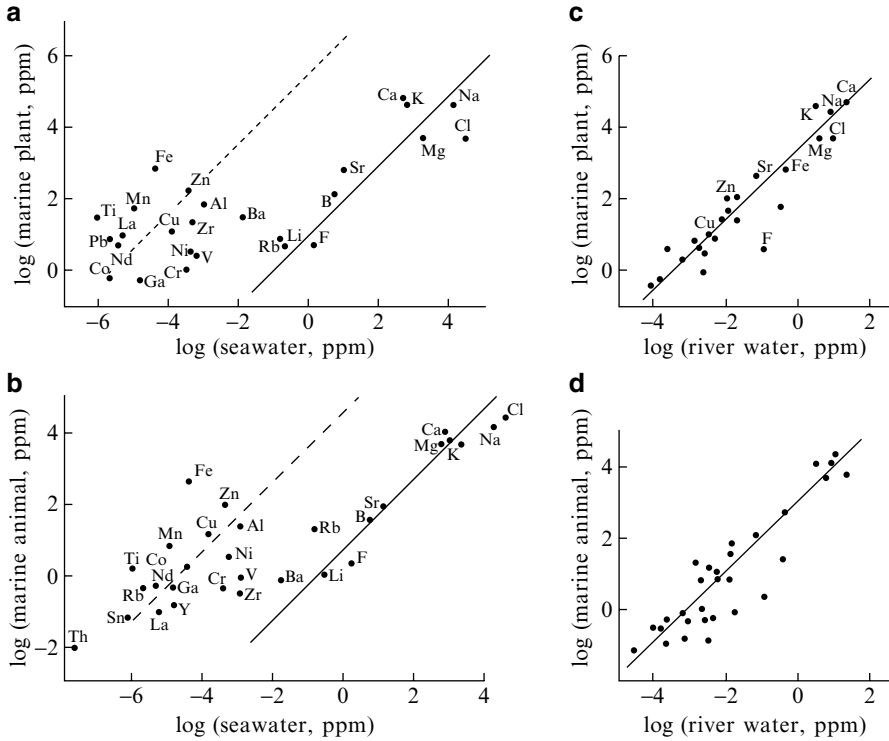 a
log (marine plant, ppm)
6
4
2
0
Ca
K
Na
Cl
Mg
Fe
Sr
Zn
B
Mn
Al
Ti
Ba
La
Cu
Zr
Pb
Li
F
Nd
Ni
V
Rb
Co
Cr
Ga
−6 −4 −2 0 2 4
log (seawater, ppm)
c
log (marine plant, ppm)
6
4
2
0
Ca
K
Na
Cl
Mg
Sr
Fe
Zn
Cu
F
−4 −2 0 2
log (river water, ppm)
b
log (marine animal, ppm)
4
2
0
−2
Cl
Ca
Na
Mg
K
Fe
Zn
Sr
B
Cu
Al
Rb
Mn
Ti
Co
Ni
F
Nd
Cr
V
Ba
Li
Rb
Ga
Zr
Y
Sn
La
Th
−6 −4 −2 0 2 4
log (seawater, ppm)
d
log (marine animal, ppm)
4
2
0
−4 −2 0 2
log (river water, ppm)